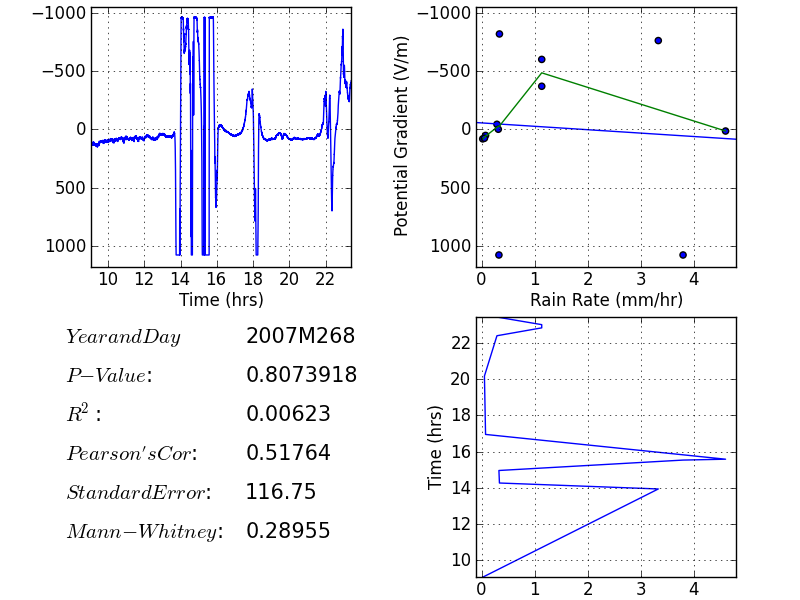 −1000
−500
0
500
1000
10 12 14 16 18 20 22
Time (hrs)
Potential Gradient (V/m)
−1000
−500
0
500
1000
0 1 2 3 4
Rain Rate (mm/hr)
YearandDay 2007M268
P−Value: 0.8073918
R²: 0.00623
Pearson'sCor: 0.51764
StandardError: 116.75
Mann−Whitney: 0.28955
Time (hrs)
22
20
18
16
14
12
10
0 1 2 3 4